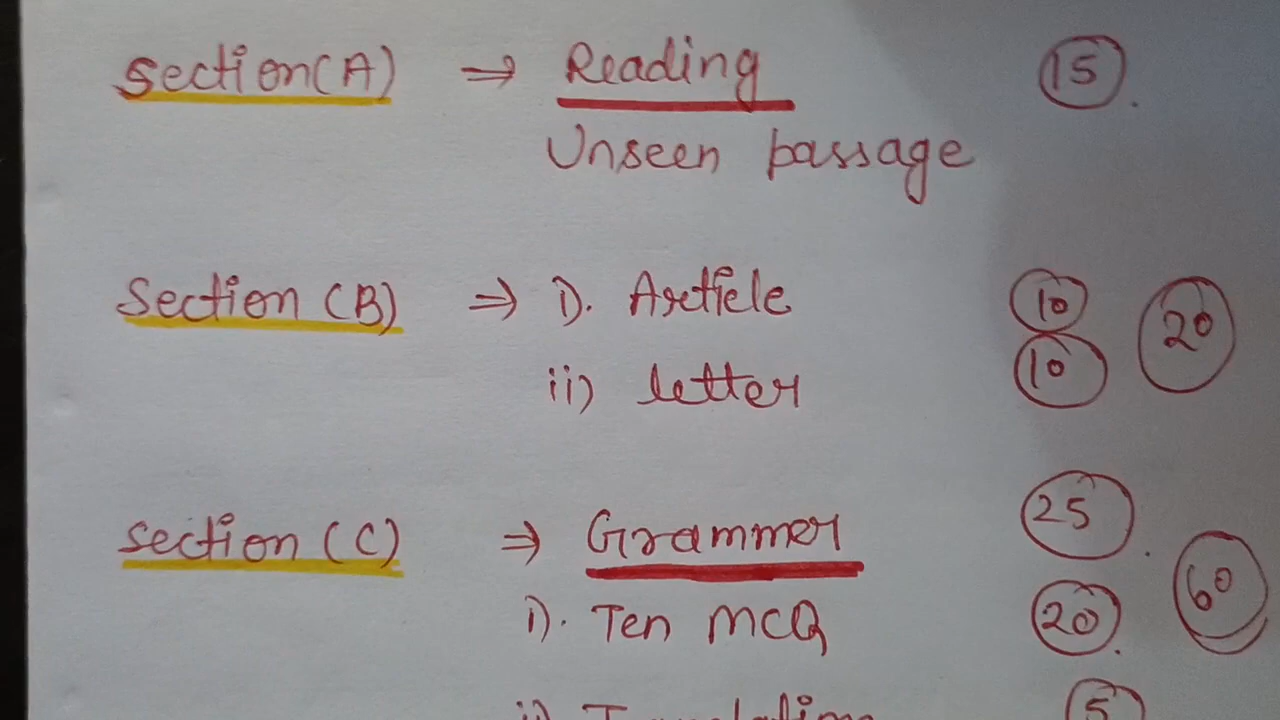 Section (A) ⇒ Reading 15.
Unseen passage
Section (B) ⇒ i). Article 10 20
ii) letter 10
Section (C) ⇒ Grammer 25. 60
i). Ten MCQ 20.
ii) 5